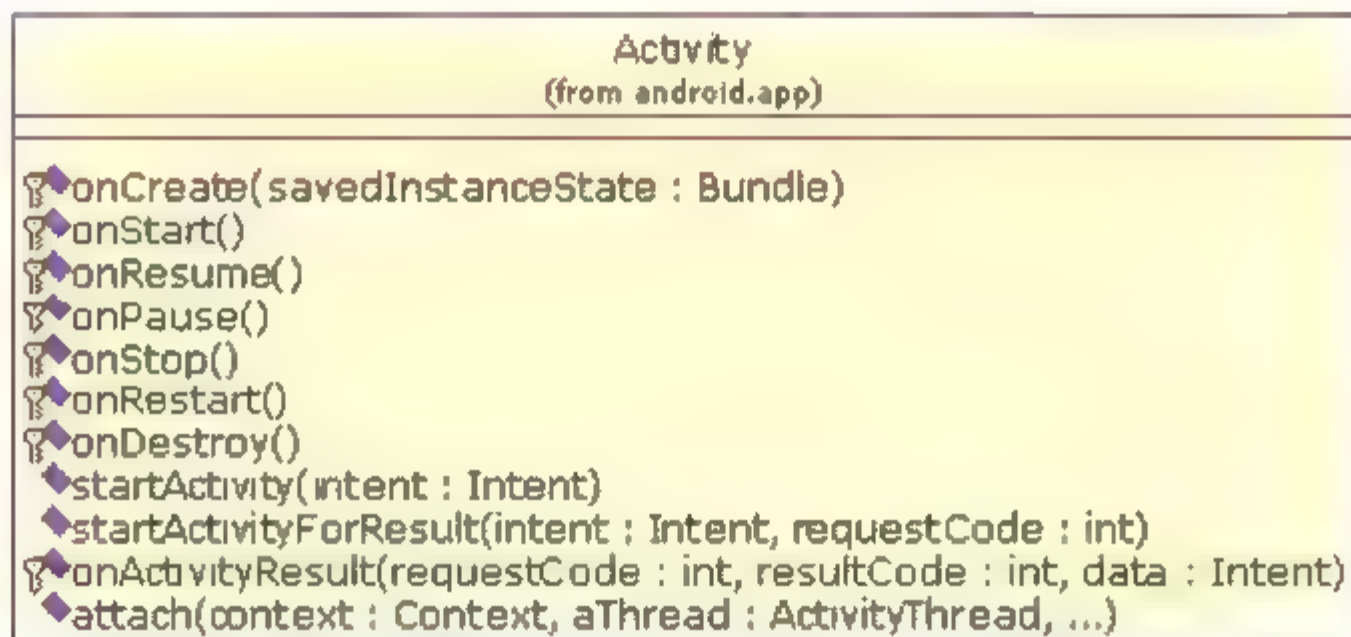 Activity
(from android.app)
onCreate(savedInstanceState : Bundle)
onStart()
onResume()
onPause()
onStop()
onRestart()
onDestroy()
startActivity(intent : Intent)
startActivityForResult(intent : Intent, requestCode : int)
onActivityResult(requestCode : int, resultCode : int, data : Intent)
attach(context : Context, aThread : ActivityThread, ...)